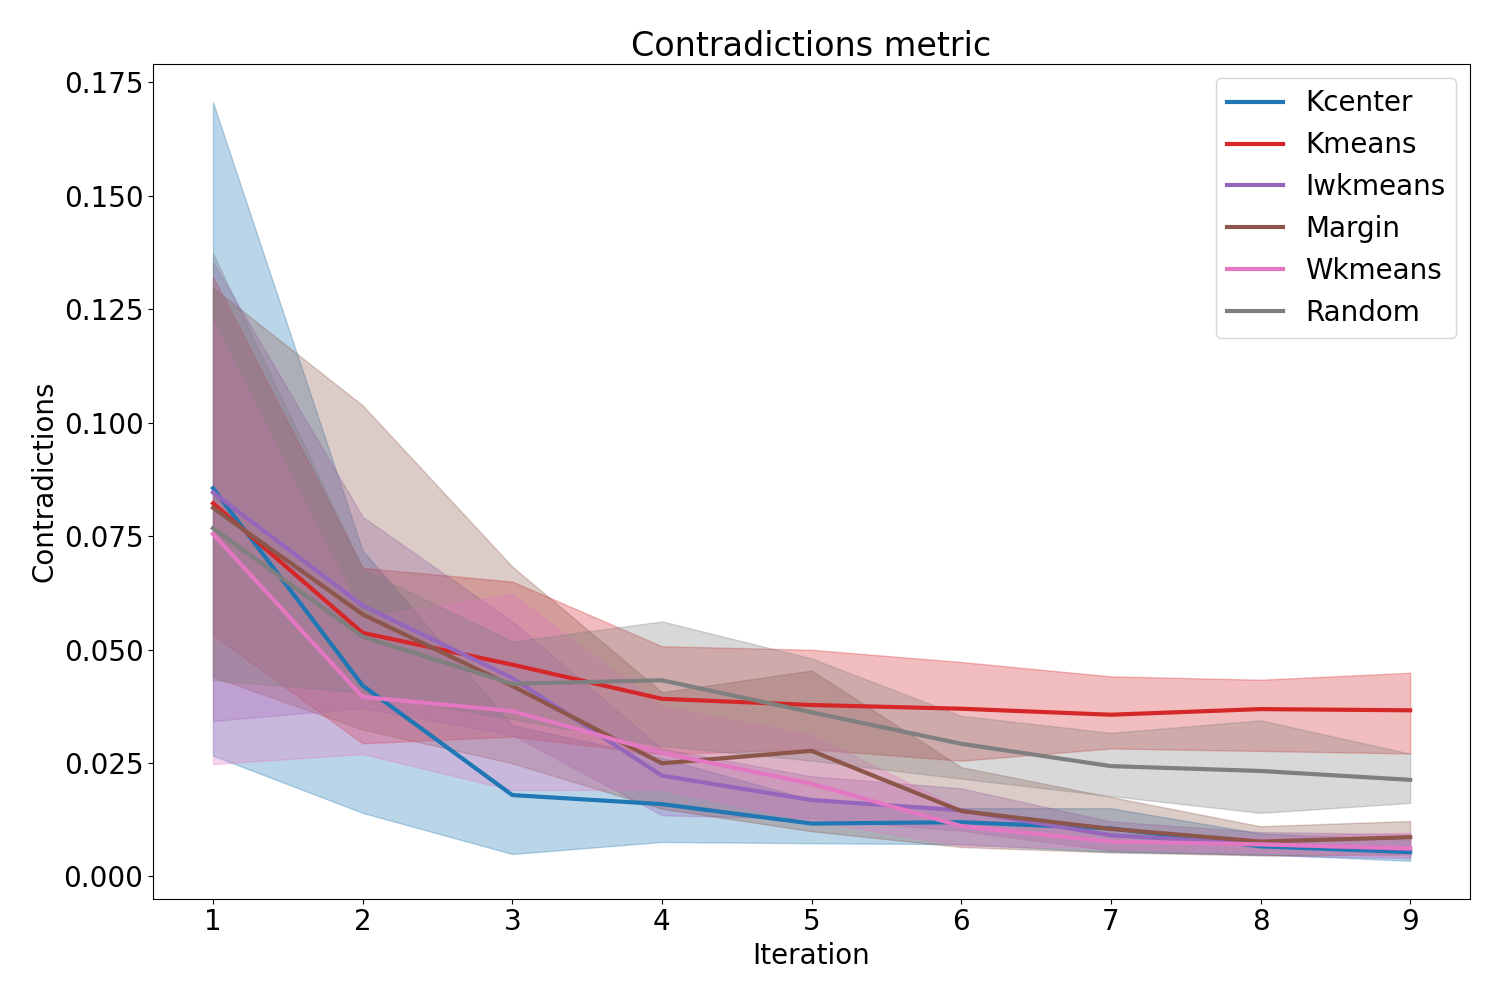 Contradictions metric
0.175
0.150
0.125
0.100
0.075
0.050
0.025
0.000
Contradictions
1 2 3 4 5 6 7 8 9
Iteration
Kcenter
Kmeans
Iwkmeans
Margin
Wkmeans
Random